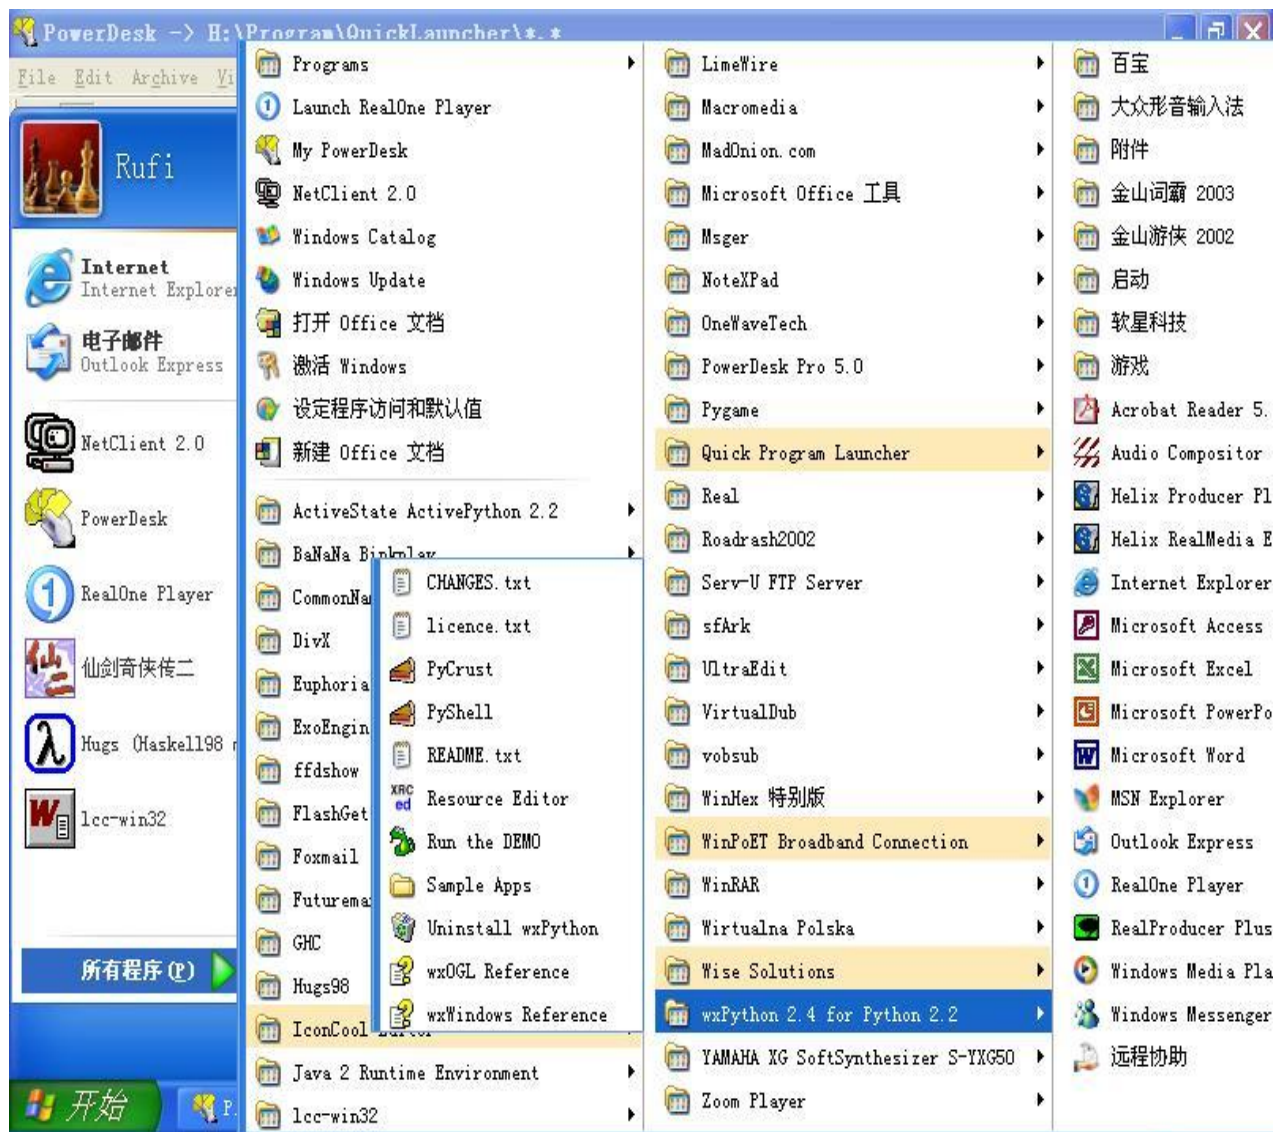 PowerDesk -> H:\Program\QuickLauncher\*.*
File Edit Archive Vi
Rufi
Internet
Internet Explorer
电子邮件
Outlook Express
NetClient 2.0
PowerDesk
RealOne Player
仙剑奇侠传二
Hugs (Haskell98
lcc-win32
所有程序(P)
开始
P.
Programs
Launch RealOne Player
My PowerDesk
NetClient 2.0
Windows Catalog
Windows Update
打开 Office 文档
激活 Windows
设定程序访问和默认值
新建 Office 文档
ActiveState ActivePython 2.2
BaNaNa Binkplay
CommonNa
DivX
Euphoria
ExoEngin
ffdshow
FlashGet
Foxmail
Futurema
GHC
Hugs98
IconCool Editor
Java 2 Runtime Environment
lcc-win32
CHANGES.txt
licence.txt
PyCrust
PyShell
README.txt
XRC
ed
Resource Editor
Run the DEMO
Sample Apps
Uninstall wxPython
wxOGL Reference
wxWindows Reference
LimeWire
Macromedia
MadOnion.com
Microsoft Office 工具
Msger
NoteXPad
OneWaveTech
PowerDesk Pro 5.0
Pygame
Quick Program Launcher
Real
Roadrash2002
Serv-U FTP Server
sfArk
UltraEdit
VirtualDub
vobsub
WinHex 特别版
WinPoET Broadband Connection
WinRAR
Wirtualna Polska
Wise Solutions
wxPython 2.4 for Python 2.2
YAMAHA XG SoftSynthesizer S-YXG50
Zoom Player
百宝
大众形音输入法
附件
金山词霸 2003
金山游侠 2002
启动
软星科技
游戏
Acrobat Reader 5.
Audio Compositor
Helix Producer Pl
Helix RealMedia E
Internet Explorer
Microsoft Access
Microsoft Excel
Microsoft PowerPo
Microsoft Word
MSN Explorer
Outlook Express
RealOne Player
RealProducer Plus
Windows Media Pla
Windows Messenger
远程协助